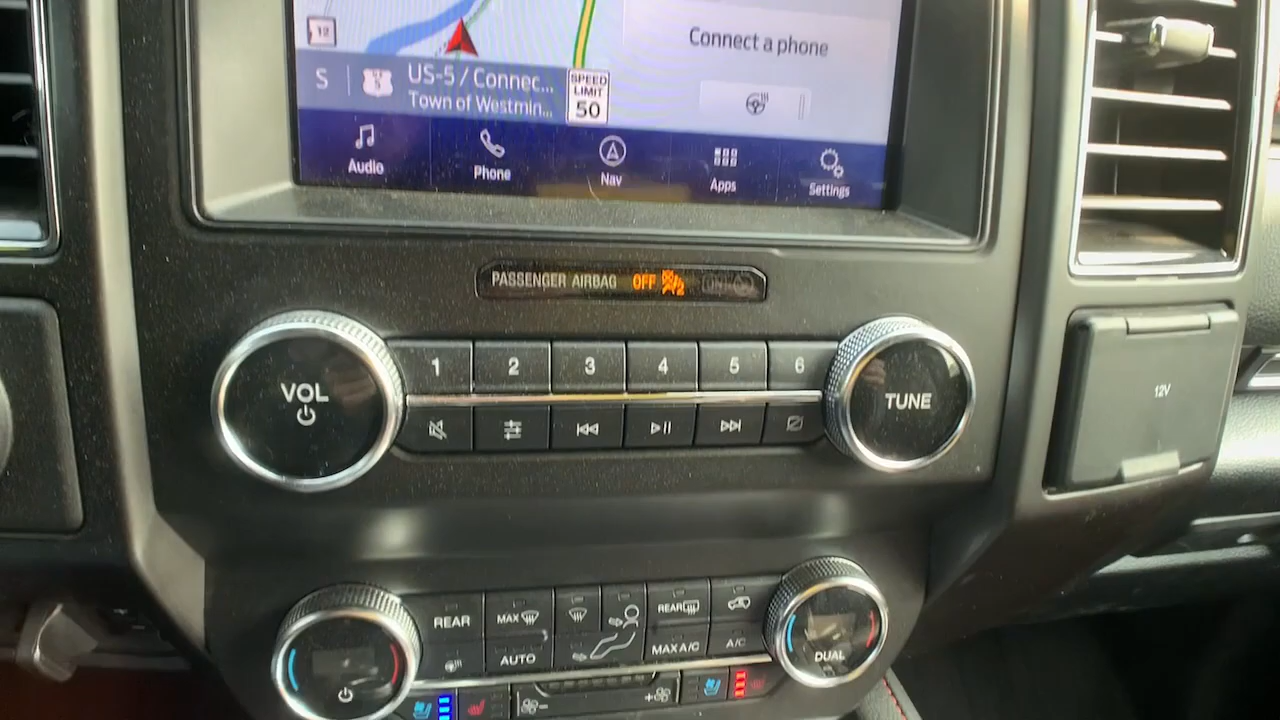 12
Connect a phone
S
US-5 / Connec...
Town of Westmin...
SPEED
LIMIT
50
Audio
Phone
Nav
Apps
Settings
PASSENGER AIRBAG OFF
1 2 3 4 5 6
VOL
TUNE
12V
REAR
MAX
REAR
AUTO
MAX A/C
A/C
DUAL